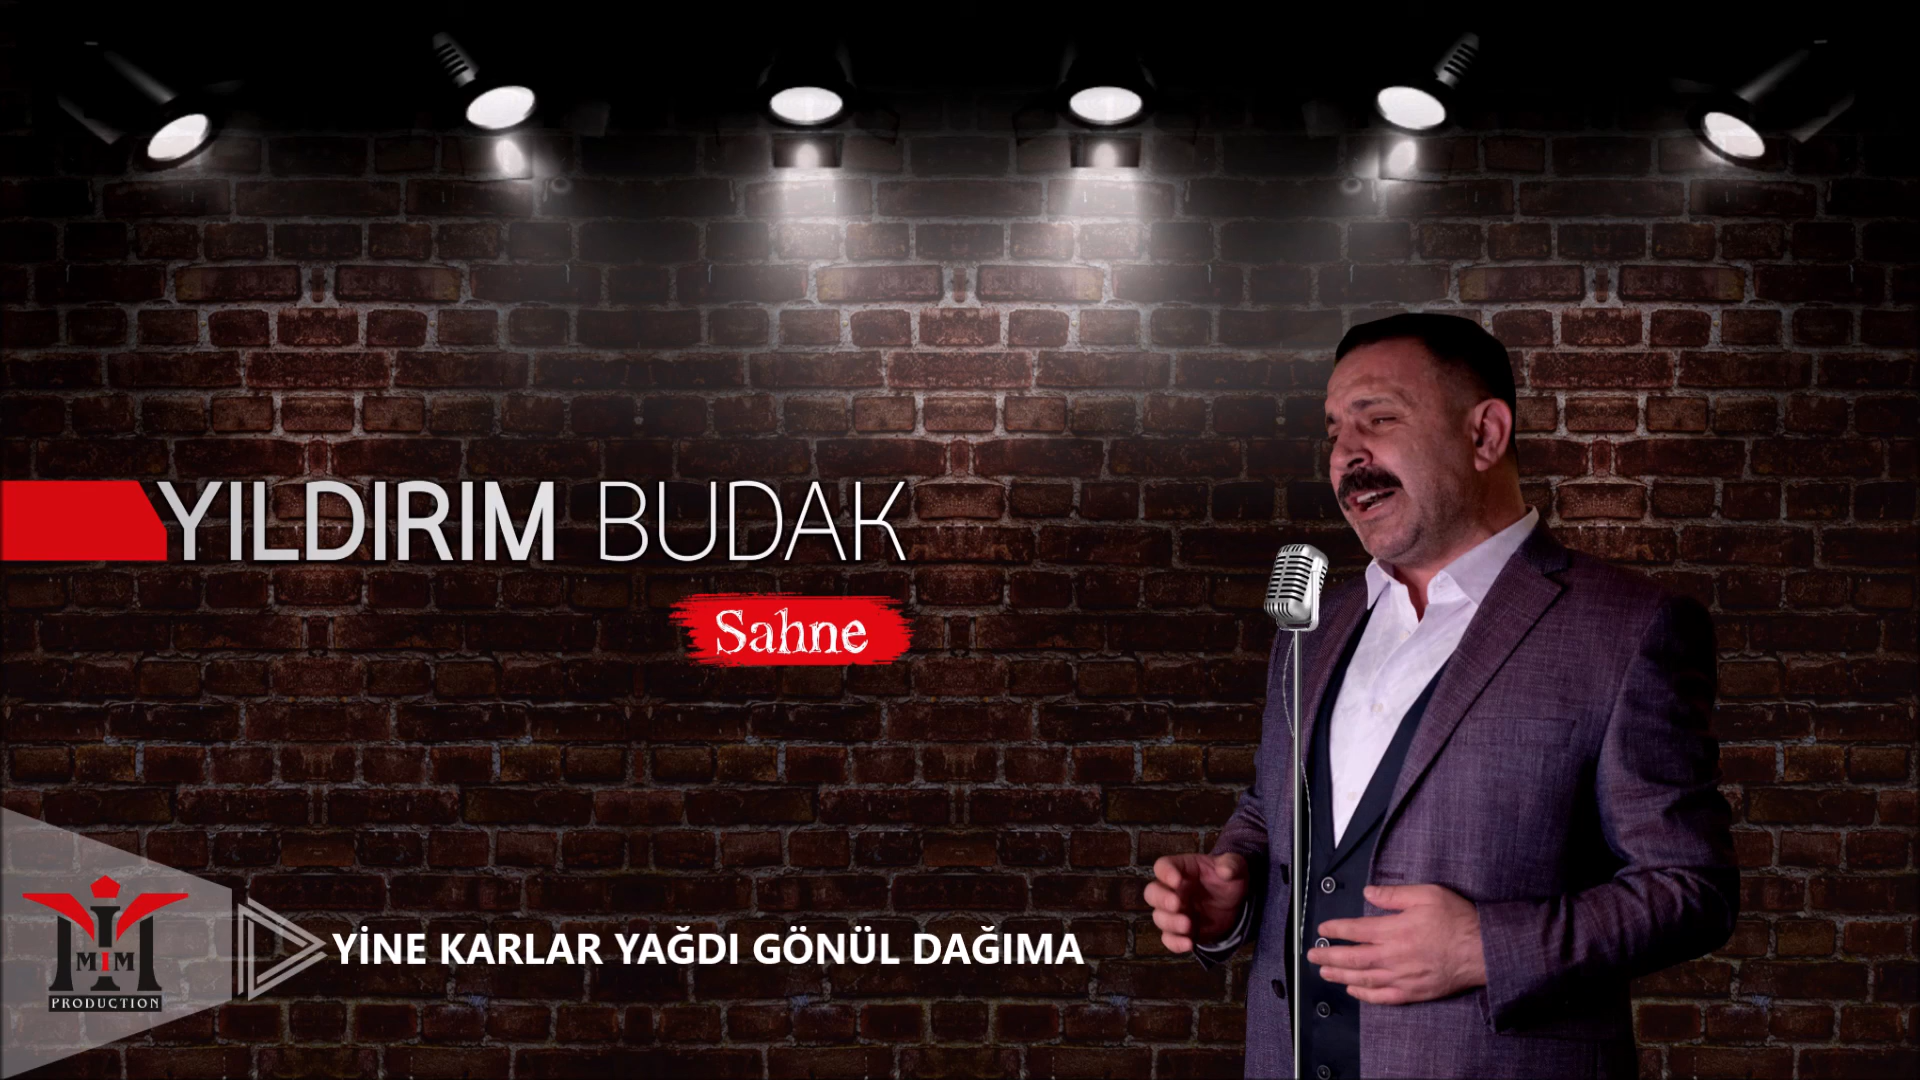 YILDIRIM BUDAK
Sahne
YİNE KARLAR YAĞDI GÖNÜL DAĞIMA
MIM
PRODUCTION